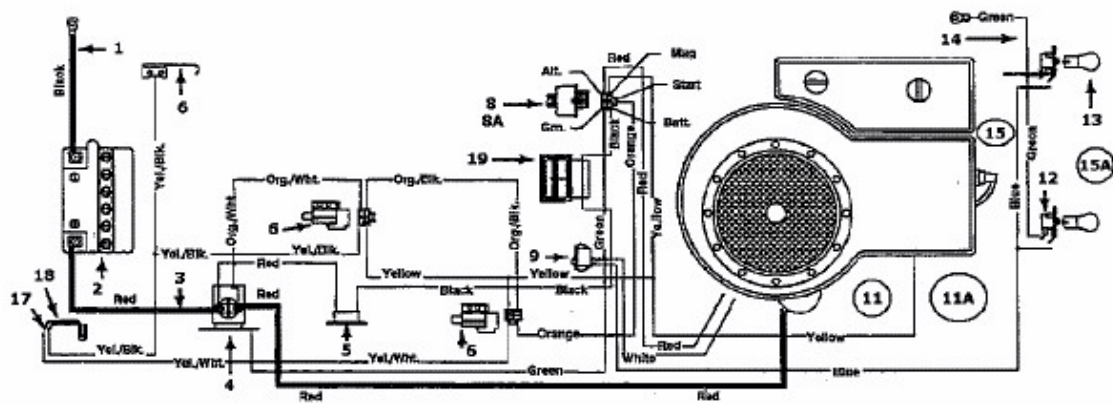 1
Black
6
Yel./Blk.
2
Red
3
18
17
Yel./Blk.
Yel./Wht.
Org./Wht.
Org./Wht.
Org./Blk.
Org./Blk.
6
Yel./Blk.
Yel./Blk.
Red
Red
4
5
Yellow
Yellow
Black
Black
6
Orange
Yel./Wht.
Green
Red
Red
Alt.
Mag
Start
Grn.
Batt.
8
8A
Red
Black
Orange
Red
Yellow
19
9
Green
White
Red
Yellow
Blue
Blue
11
11A
15
15A
14
Green
13
Green
12